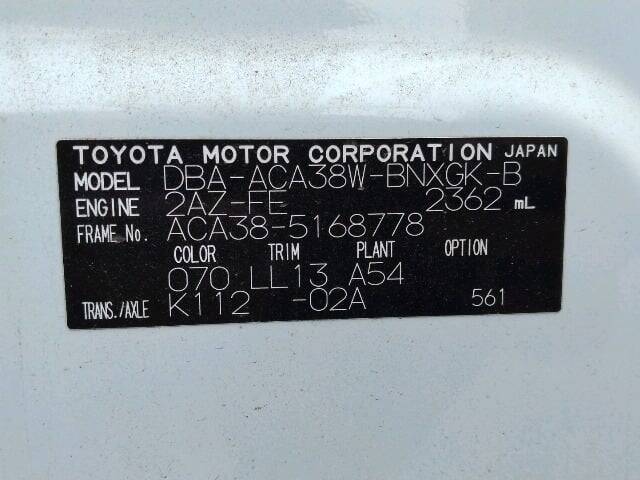 TOYOTA MOTOR CORPORATION JAPAN
MODEL DBA-ACA38W-BNXGK-B
ENGINE 2AZ-FE 2362 mL
FRAME No. ACA38-5168778
COLOR TRIM PLANT OPTION
070 LL13 A54
TRANS./AXLE K112 -02A 561